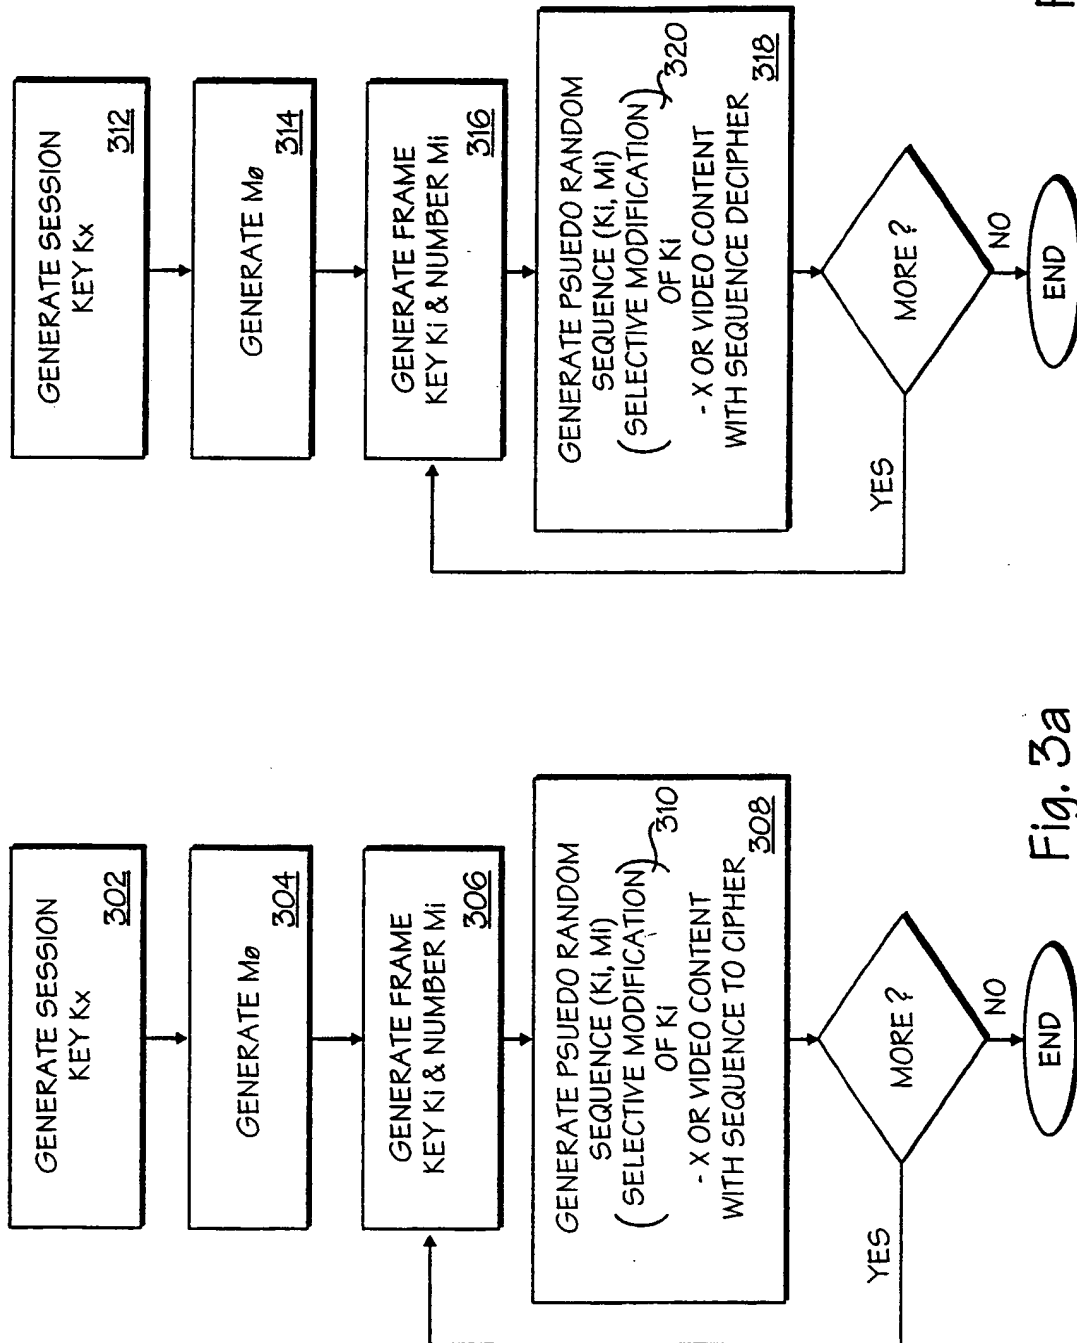 GENERATE SESSION
KEY Kx
302
GENERATE Mø
304
GENERATE FRAME
KEY Ki & NUMBER Mi
306
GENERATE PSUEDO RANDOM
SEQUENCE (Ki, Mi)
(SELECTIVE MODIFICATION) 310
OF Ki
- X OR VIDEO CONTENT
WITH SEQUENCE TO CIPHER
308
MORE?
YES
NO
END
Fig. 3a
GENERATE SESSION
KEY Kx
312
GENERATE Mø
314
GENERATE FRAME
KEY Ki & NUMBER Mi
316
GENERATE PSUEDO RANDOM
SEQUENCE (Ki, Mi)
(SELECTIVE MODIFICATION) 320
OF Ki
- X OR VIDEO CONTENT
WITH SEQUENCE DECIPHER
318
MORE?
YES
NO
END